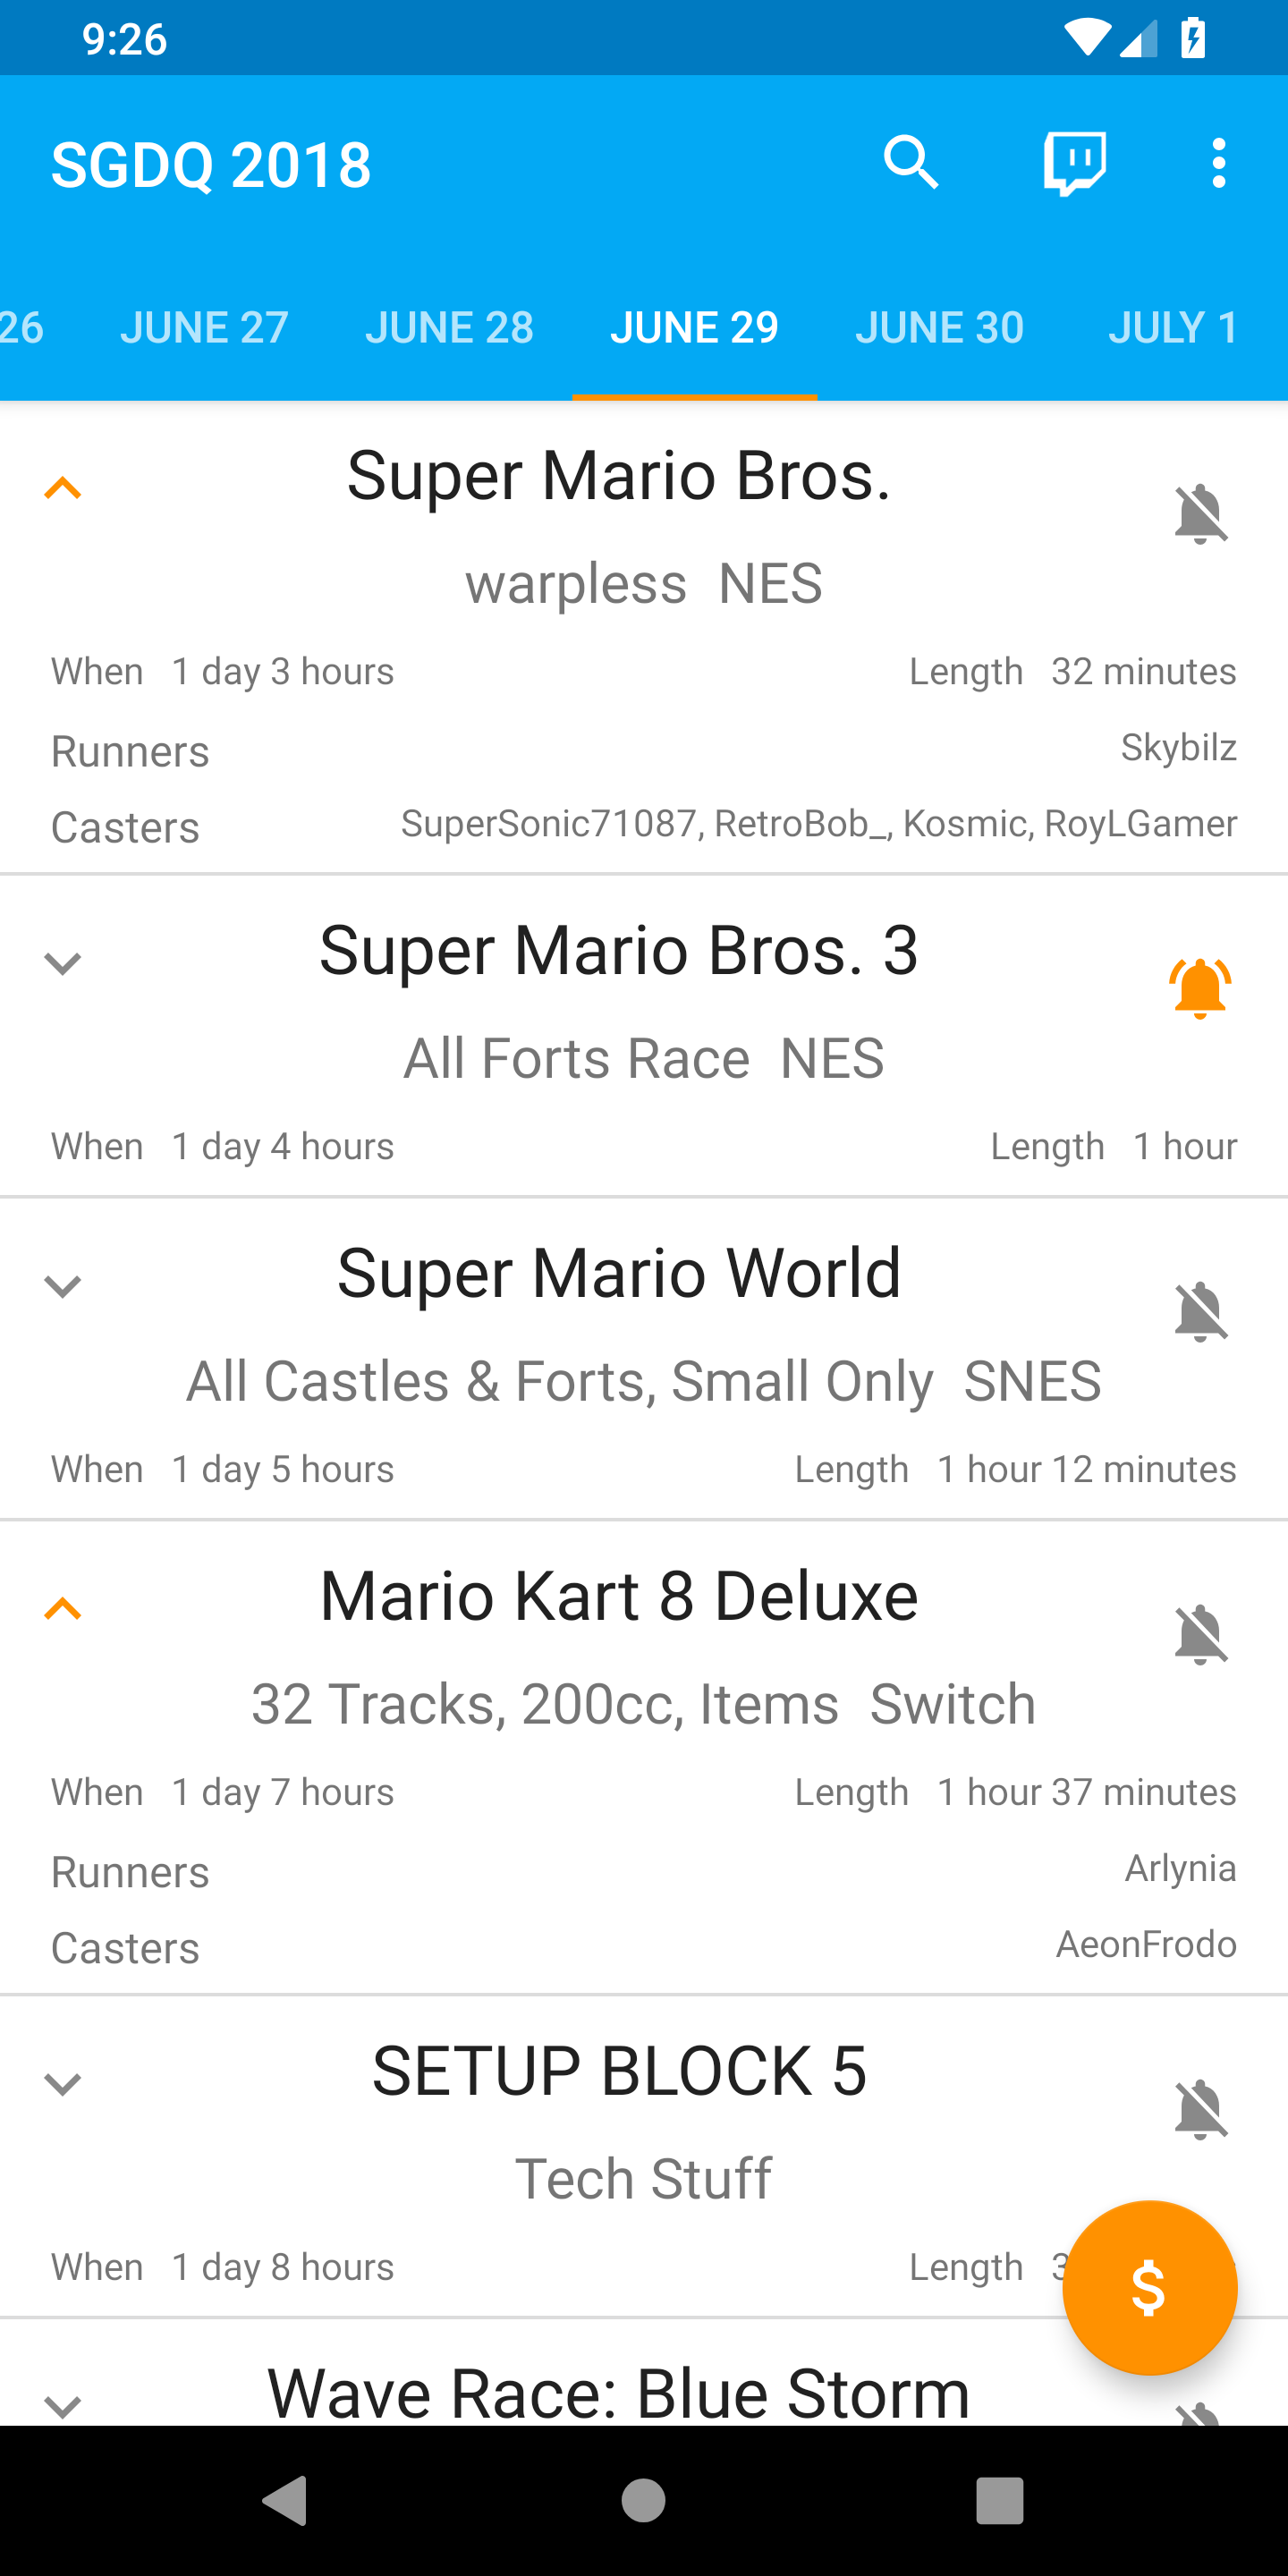 9:26
SGDQ 2018
26 JUNE 27 JUNE 28 JUNE 29 JUNE 30 JULY 1
Super Mario Bros.
warpless NES
When 1 day 3 hours Length 32 minutes
Runners Skybilz
Casters SuperSonic71087, RetroBob_, Kosmic, RoyLGamer
Super Mario Bros. 3
All Forts Race NES
When 1 day 4 hours Length 1 hour
Super Mario World
All Castles & Forts, Small Only SNES
When 1 day 5 hours Length 1 hour 12 minutes
Mario Kart 8 Deluxe
32 Tracks, 200cc, Items Switch
When 1 day 7 hours Length 1 hour 37 minutes
Runners Arlynia
Casters AeonFrodo
SETUP BLOCK 5
Tech Stuff
When 1 day 8 hours Length
$
Wave Race: Blue Storm